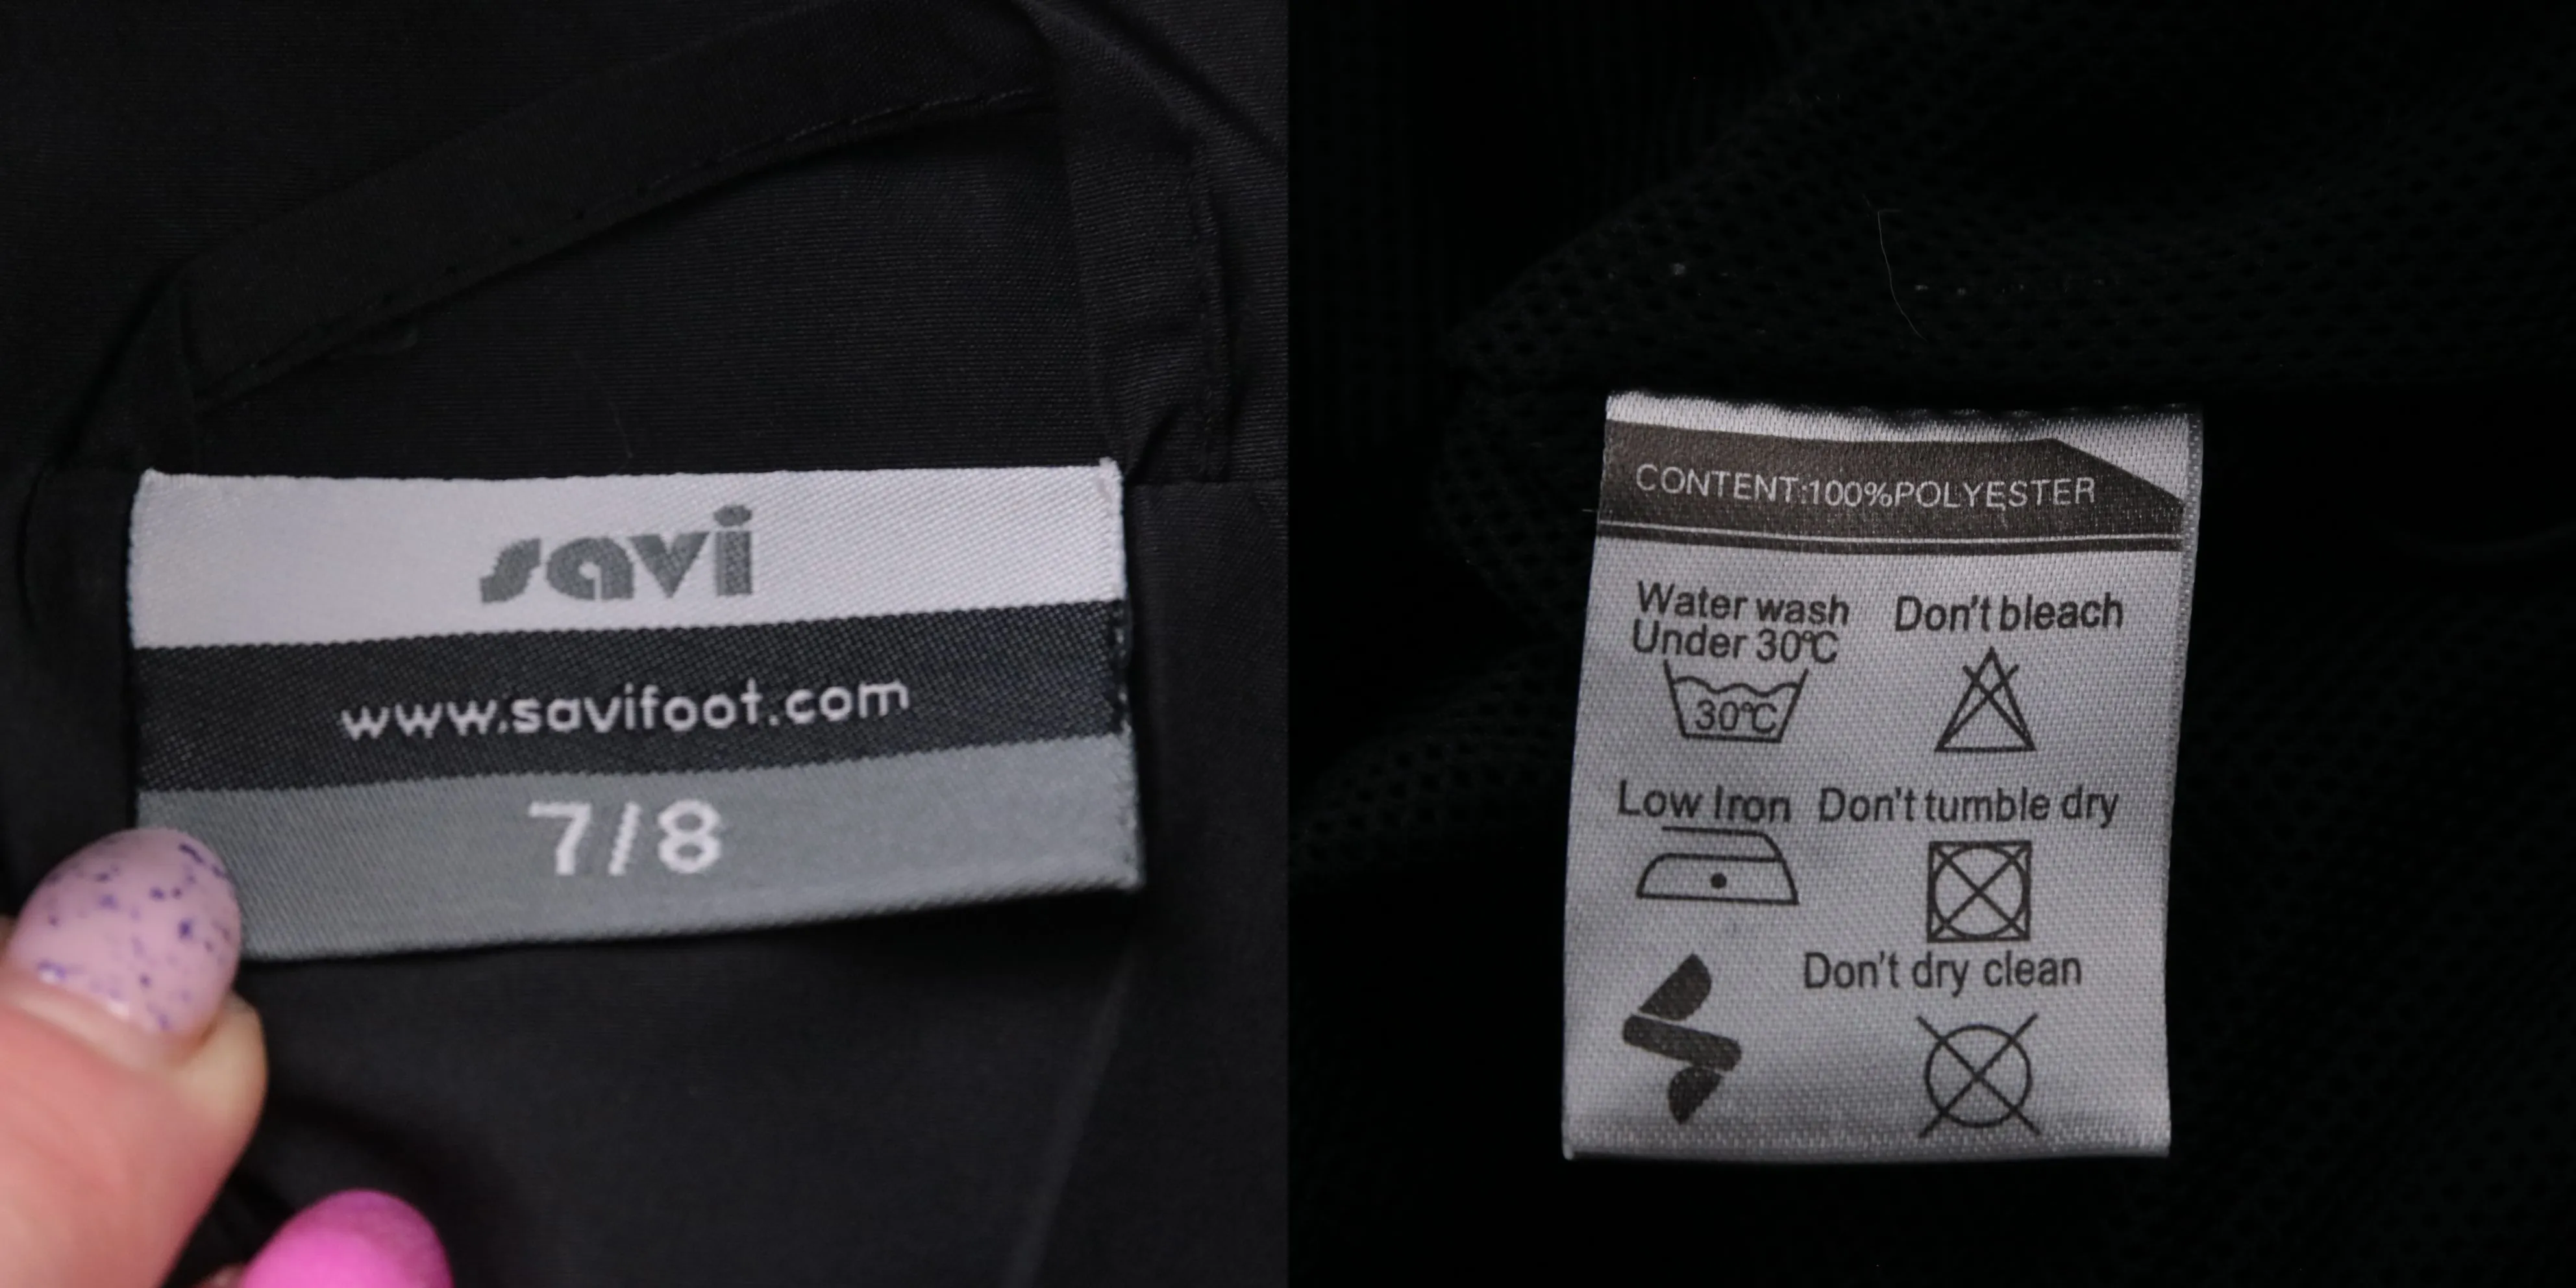 savi
www.savifoot.com
7/8
CONTENT:100%POLYESTER
Water wash
Under 30℃
Don't bleach
30℃
Low Iron
Don't tumble dry
Don't dry clean